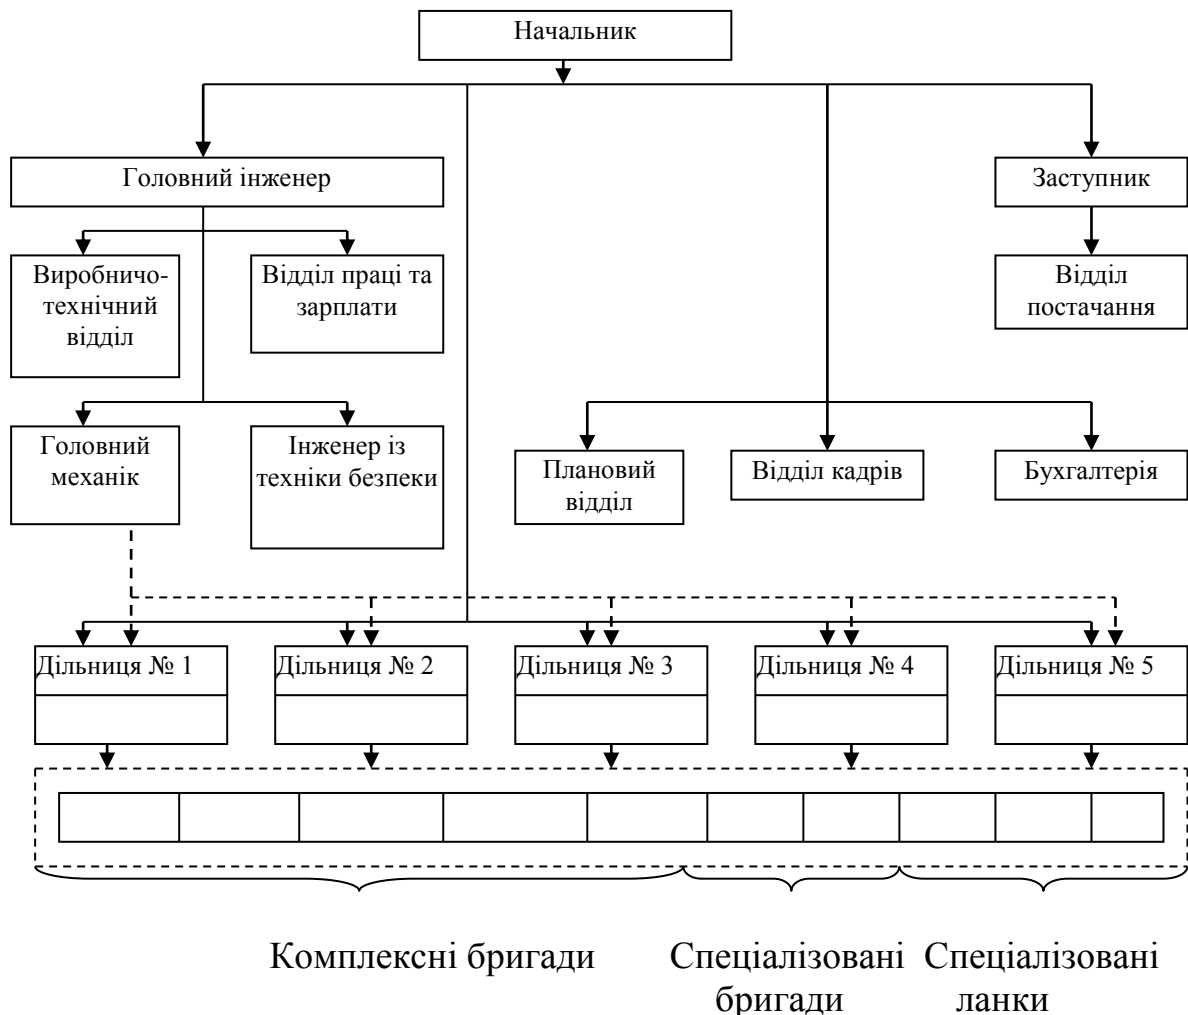 Начальник
Головний інженер
Заступник
Виробничо-
технічний
відділ
Відділ праці та
зарплати
Відділ
постачання
Головний
механік
Інженер із
техніки безпеки
Плановий
відділ
Відділ кадрів
Бухгалтерія
Дільниця № 1
Дільниця № 2
Дільниця № 3
Дільниця № 4
Дільниця № 5
Комплексні бригади
Спеціалізовані
бригади
Спеціалізовані
ланки